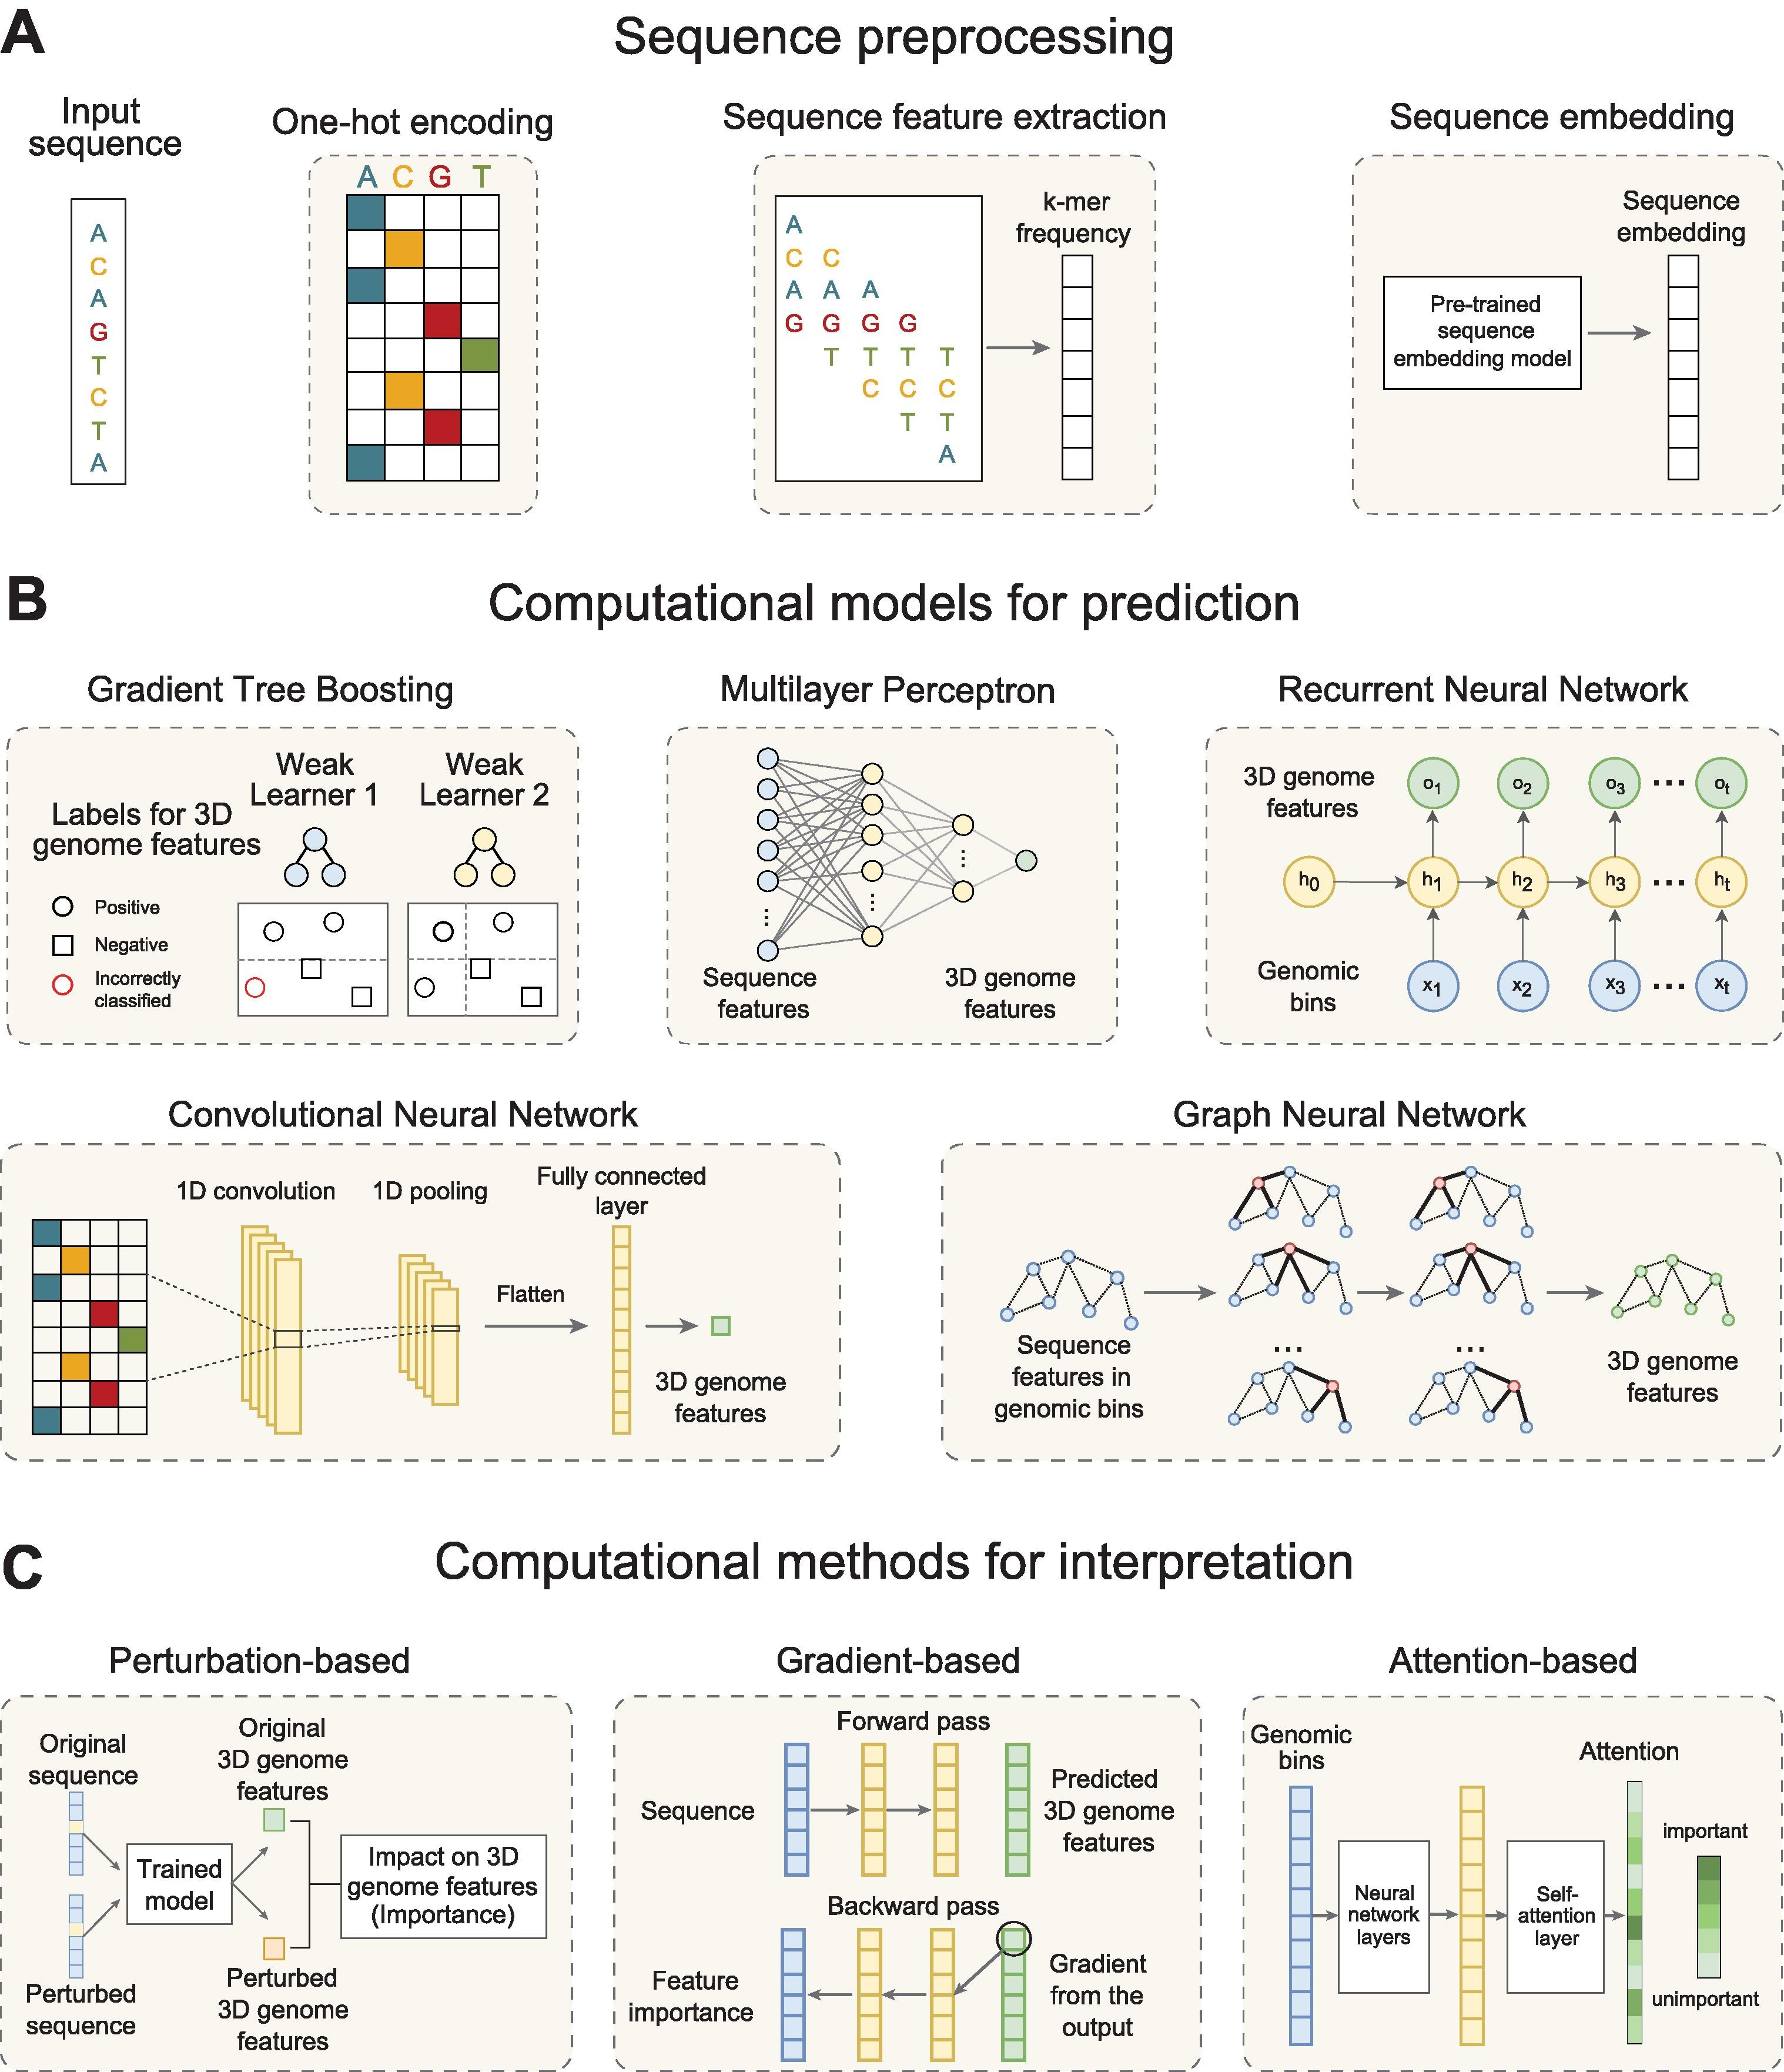 A
Sequence preprocessing
Input
sequence
A
C
A
G
T
C
T
A
One-hot encoding
A C G T
Sequence feature extraction
A
C C
A A A
G G G G
T T T T
C C C
T T
A
k-mer
frequency
Sequence embedding
Pre-trained
sequence
embedding model
Sequence
embedding
B
Computational models for prediction
Gradient Tree Boosting
Labels for 3D
genome features
Positive
Negative
Incorrectly
classified
Weak
Learner 1
Weak
Learner 2
Multilayer Perceptron
Sequence
features
3D genome
features
Recurrent Neural Network
3D genome
features
o1 o2 o3 ... ot
h0 h1 h2 h3 ... ht
Genomic
bins
x1 x2 x3 ... xt
Convolutional Neural Network
1D convolution
1D pooling
Flatten
Fully connected
layer
3D genome
features
Graph Neural Network
Sequence
features in
genomic bins
...
...
3D genome
features
C
Computational methods for interpretation
Perturbation-based
Original
sequence
Perturbed
sequence
Trained
model
Original
3D genome
features
Perturbed
3D genome
features
Impact on 3D
genome features
(Importance)
Gradient-based
Forward pass
Sequence
Predicted
3D genome
features
Backward pass
Feature
importance
Gradient
from the
output
Attention-based
Genomic
bins
Neural
network
layers
Self-
attention
layer
Attention
important
unimportant